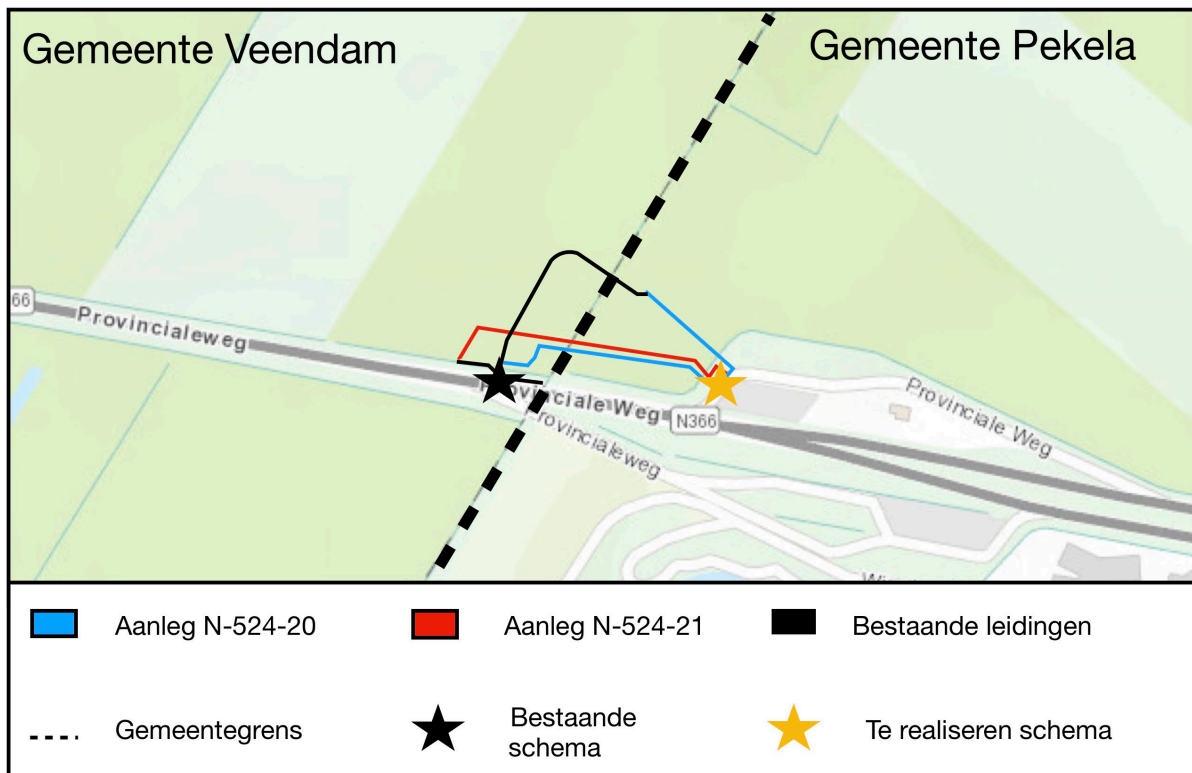 Gemeente Veendam
Gemeente Pekela
66
Provincialeweg
Provinciale Weg
N366
Provincialeweg
Provinciale Weg
Aanleg N-524-20
Aanleg N-524-21
Bestaande leidingen
Gemeentegrens
Bestaande
schema
Te realiseren schema